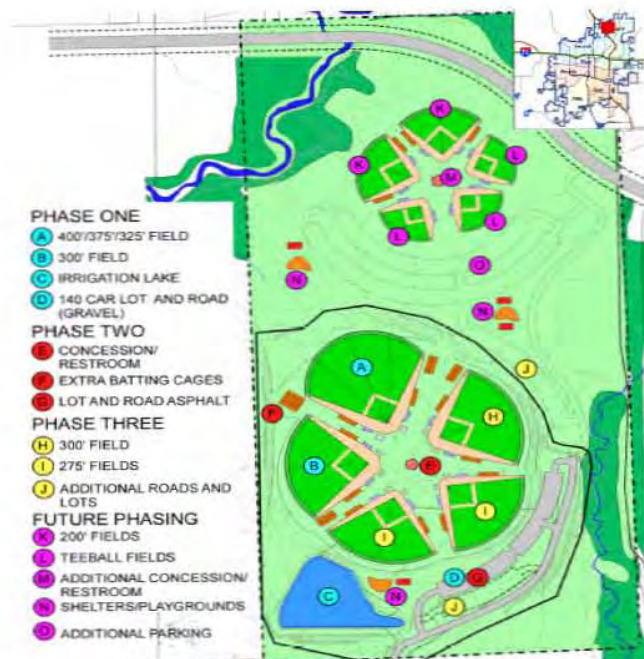 K
K
L
M
L
L
O
N
N
PHASE ONE
A 400'/375'/325' FIELD
B 300' FIELD
C IRRIGATION LAKE
D 140 CAR LOT AND ROAD
(GRAVEL)
PHASE TWO
E CONCESSION/
RESTROOM
F EXTRA BATTING CAGES
G LOT AND ROAD ASPHALT
PHASE THREE
H 300' FIELD
I 275' FIELDS
J ADDITIONAL ROADS AND
LOTS
FUTURE PHASING
K 200' FIELDS
L TEEBALL FIELDS
M ADDITIONAL CONCESSION/
RESTROOM
N SHELTERS/PLAYGROUNDS
O ADDITIONAL PARKING
A
J
F
H
B
E
I
I
D G
C
N
J